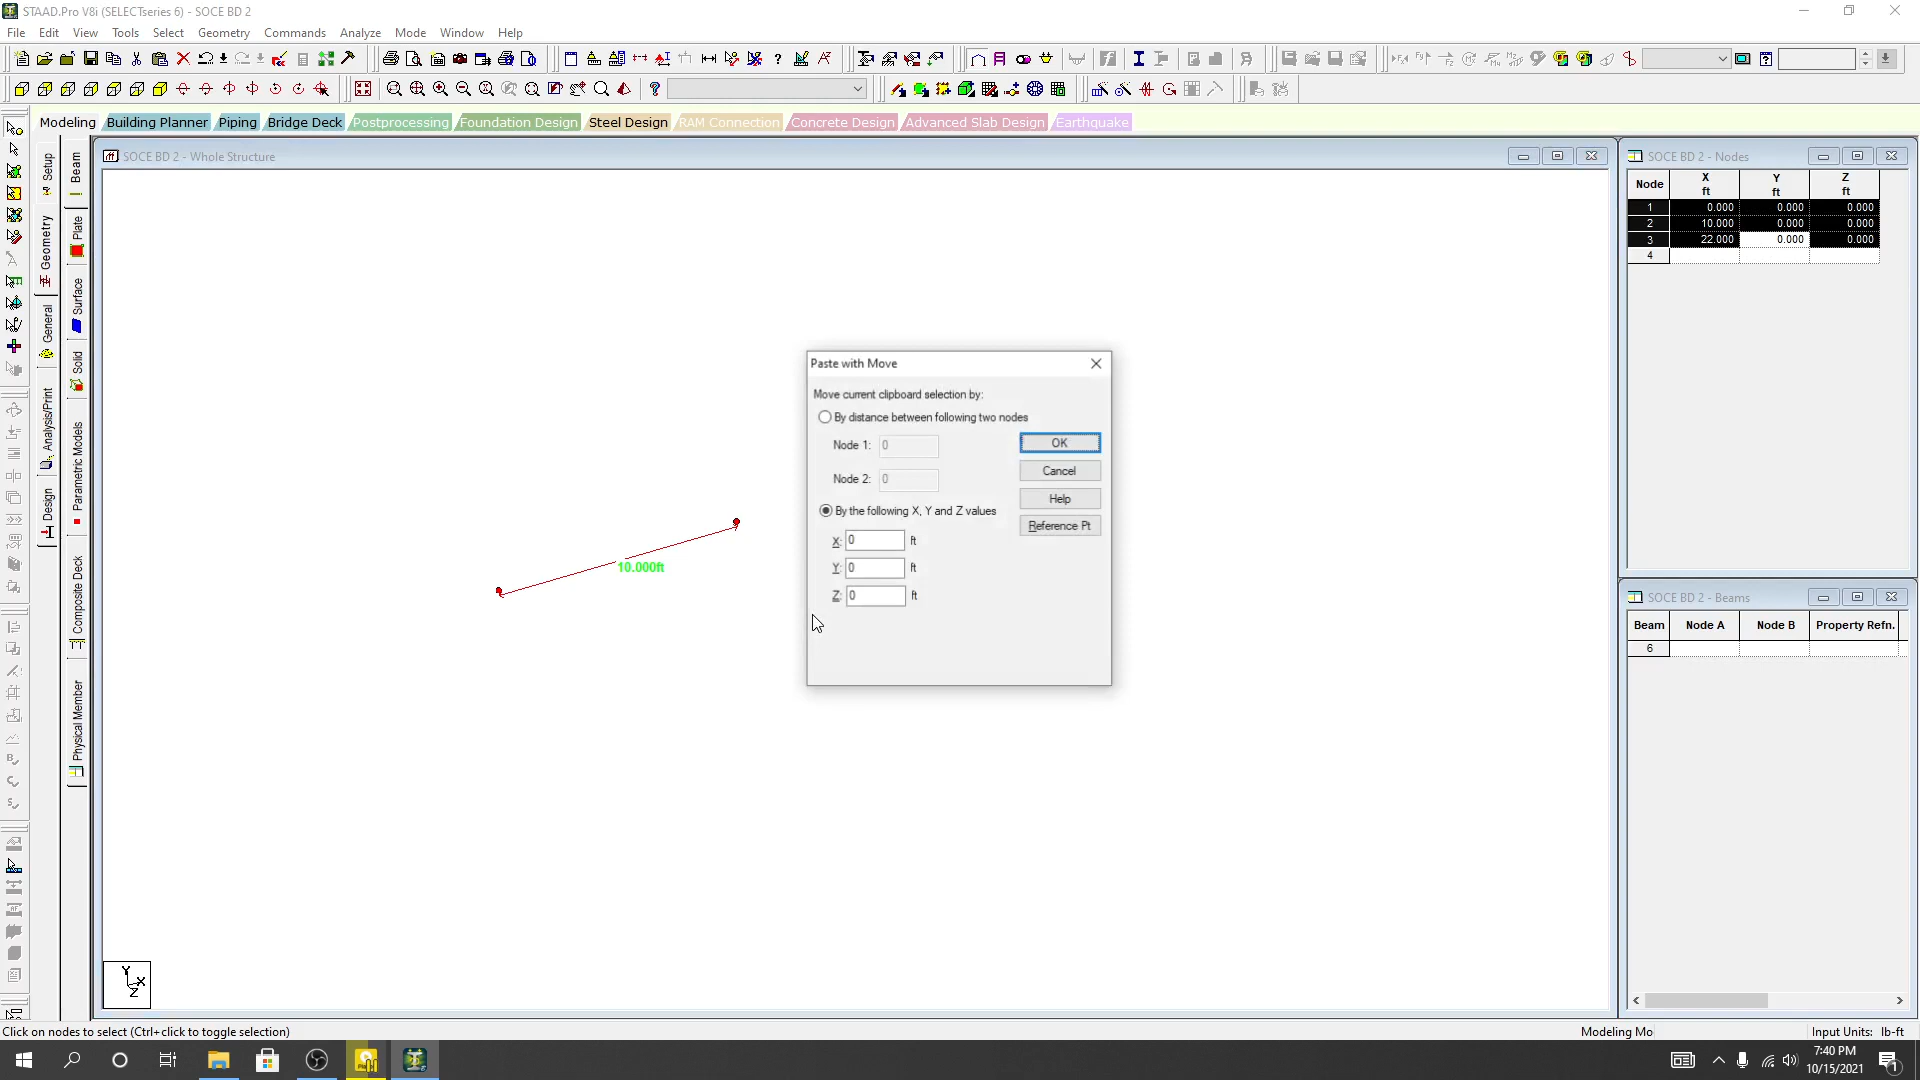 STAAD.Pro V8i (SELECTseries 6) - SOCE BD 2
File Edit View Tools Select Geometry Commands Analyze Mode Window Help
Modeling Building Planner Piping Bridge Deck Postprocessing Foundation Design Steel Design RAM Connection Concrete Design Advanced Slab Design Earthquake
Setup
Geometry
General
Analysis/Print
Design
Beam
Plate
Surface
Solid
Parametric Models
Composite Deck
Physical Member
SOCE BD 2 - Whole Structure
10.000ft
Y
X
Z
Paste with Move
Move current clipboard selection by:
By distance between following two nodes
Node 1: 0
Node 2: 0
By the following X, Y and Z values
X: 0 ft
Y: 0 ft
Z: 0 ft
OK
Cancel
Help
Reference Pt
SOCE BD 2 - Nodes
Node X ft Y ft Z ft
1 0.000 0.000 0.000
2 10.000 0.000 0.000
3 22.000 0.000 0.000
4
SOCE BD 2 - Beams
Beam Node A Node B Property Refn.
6
Click on nodes to select (Ctrl+click to toggle selection)
Modeling Mo
Input Units: lb-ft
7:40 PM
10/15/2021
1